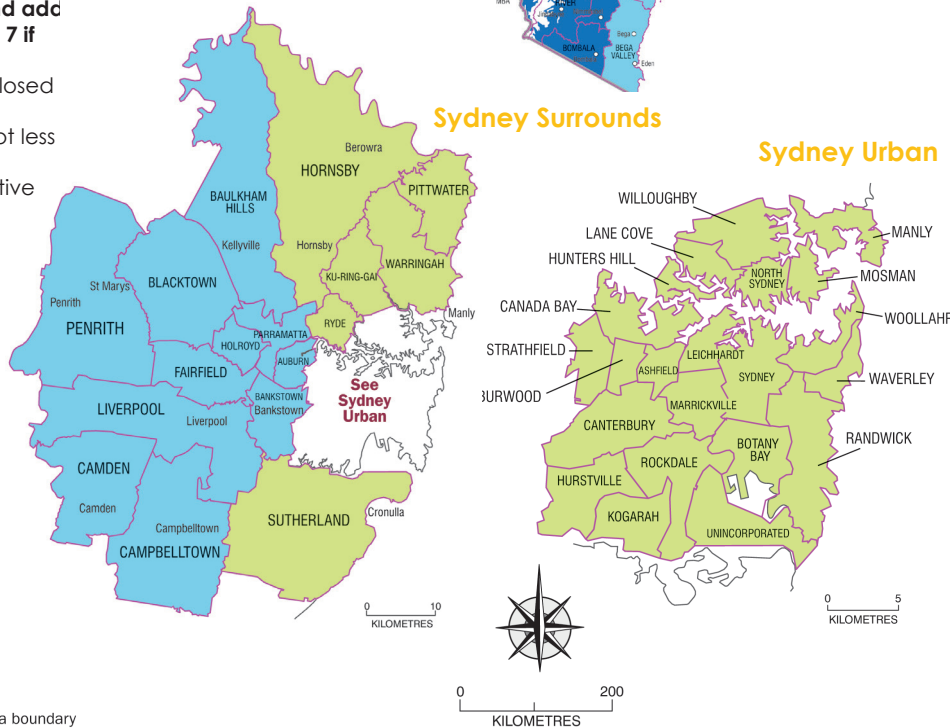 d add
7 if
losed
ot less
tive
RIVER
BOMBALA
BEGA
VALLEY
Bega
Eden
Sydney Surrounds
Sydney Urban
Berowra
HORNSBY
PITTWATER
BAULKHAM
HILLS
Kellyville
Hornsby
WARRINGAH
KU-RING-GAI
St Marys
BLACKTOWN
Penrith
PENRITH
RYDE
Manly
PARRAMATTA
HOLROYD
AUBURN
FAIRFIELD
See
Sydney
Urban
BANKSTOWN
Bankstown
LIVERPOOL
Liverpool
CAMDEN
Camden
Campbelltown
CAMPBELLTOWN
SUTHERLAND
Cronulla
0 10
KILOMETRES
WILLOUGHBY
LANE COVE
MANLY
HUNTERS HILL
NORTH
SYDNEY
MOSMAN
CANADA BAY
WOOLLAHR
STRATHFIELD
LEICHHARDT
ASHFIELD
SYDNEY
WAVERLEY
BURWOOD
MARRICKVILLE
CANTERBURY
BOTANY
BAY
RANDWICK
ROCKDALE
HURSTVILLE
KOGARAH
UNINCORPORATED
0 5
KILOMETRES
0 200
KILOMETRES
a boundary